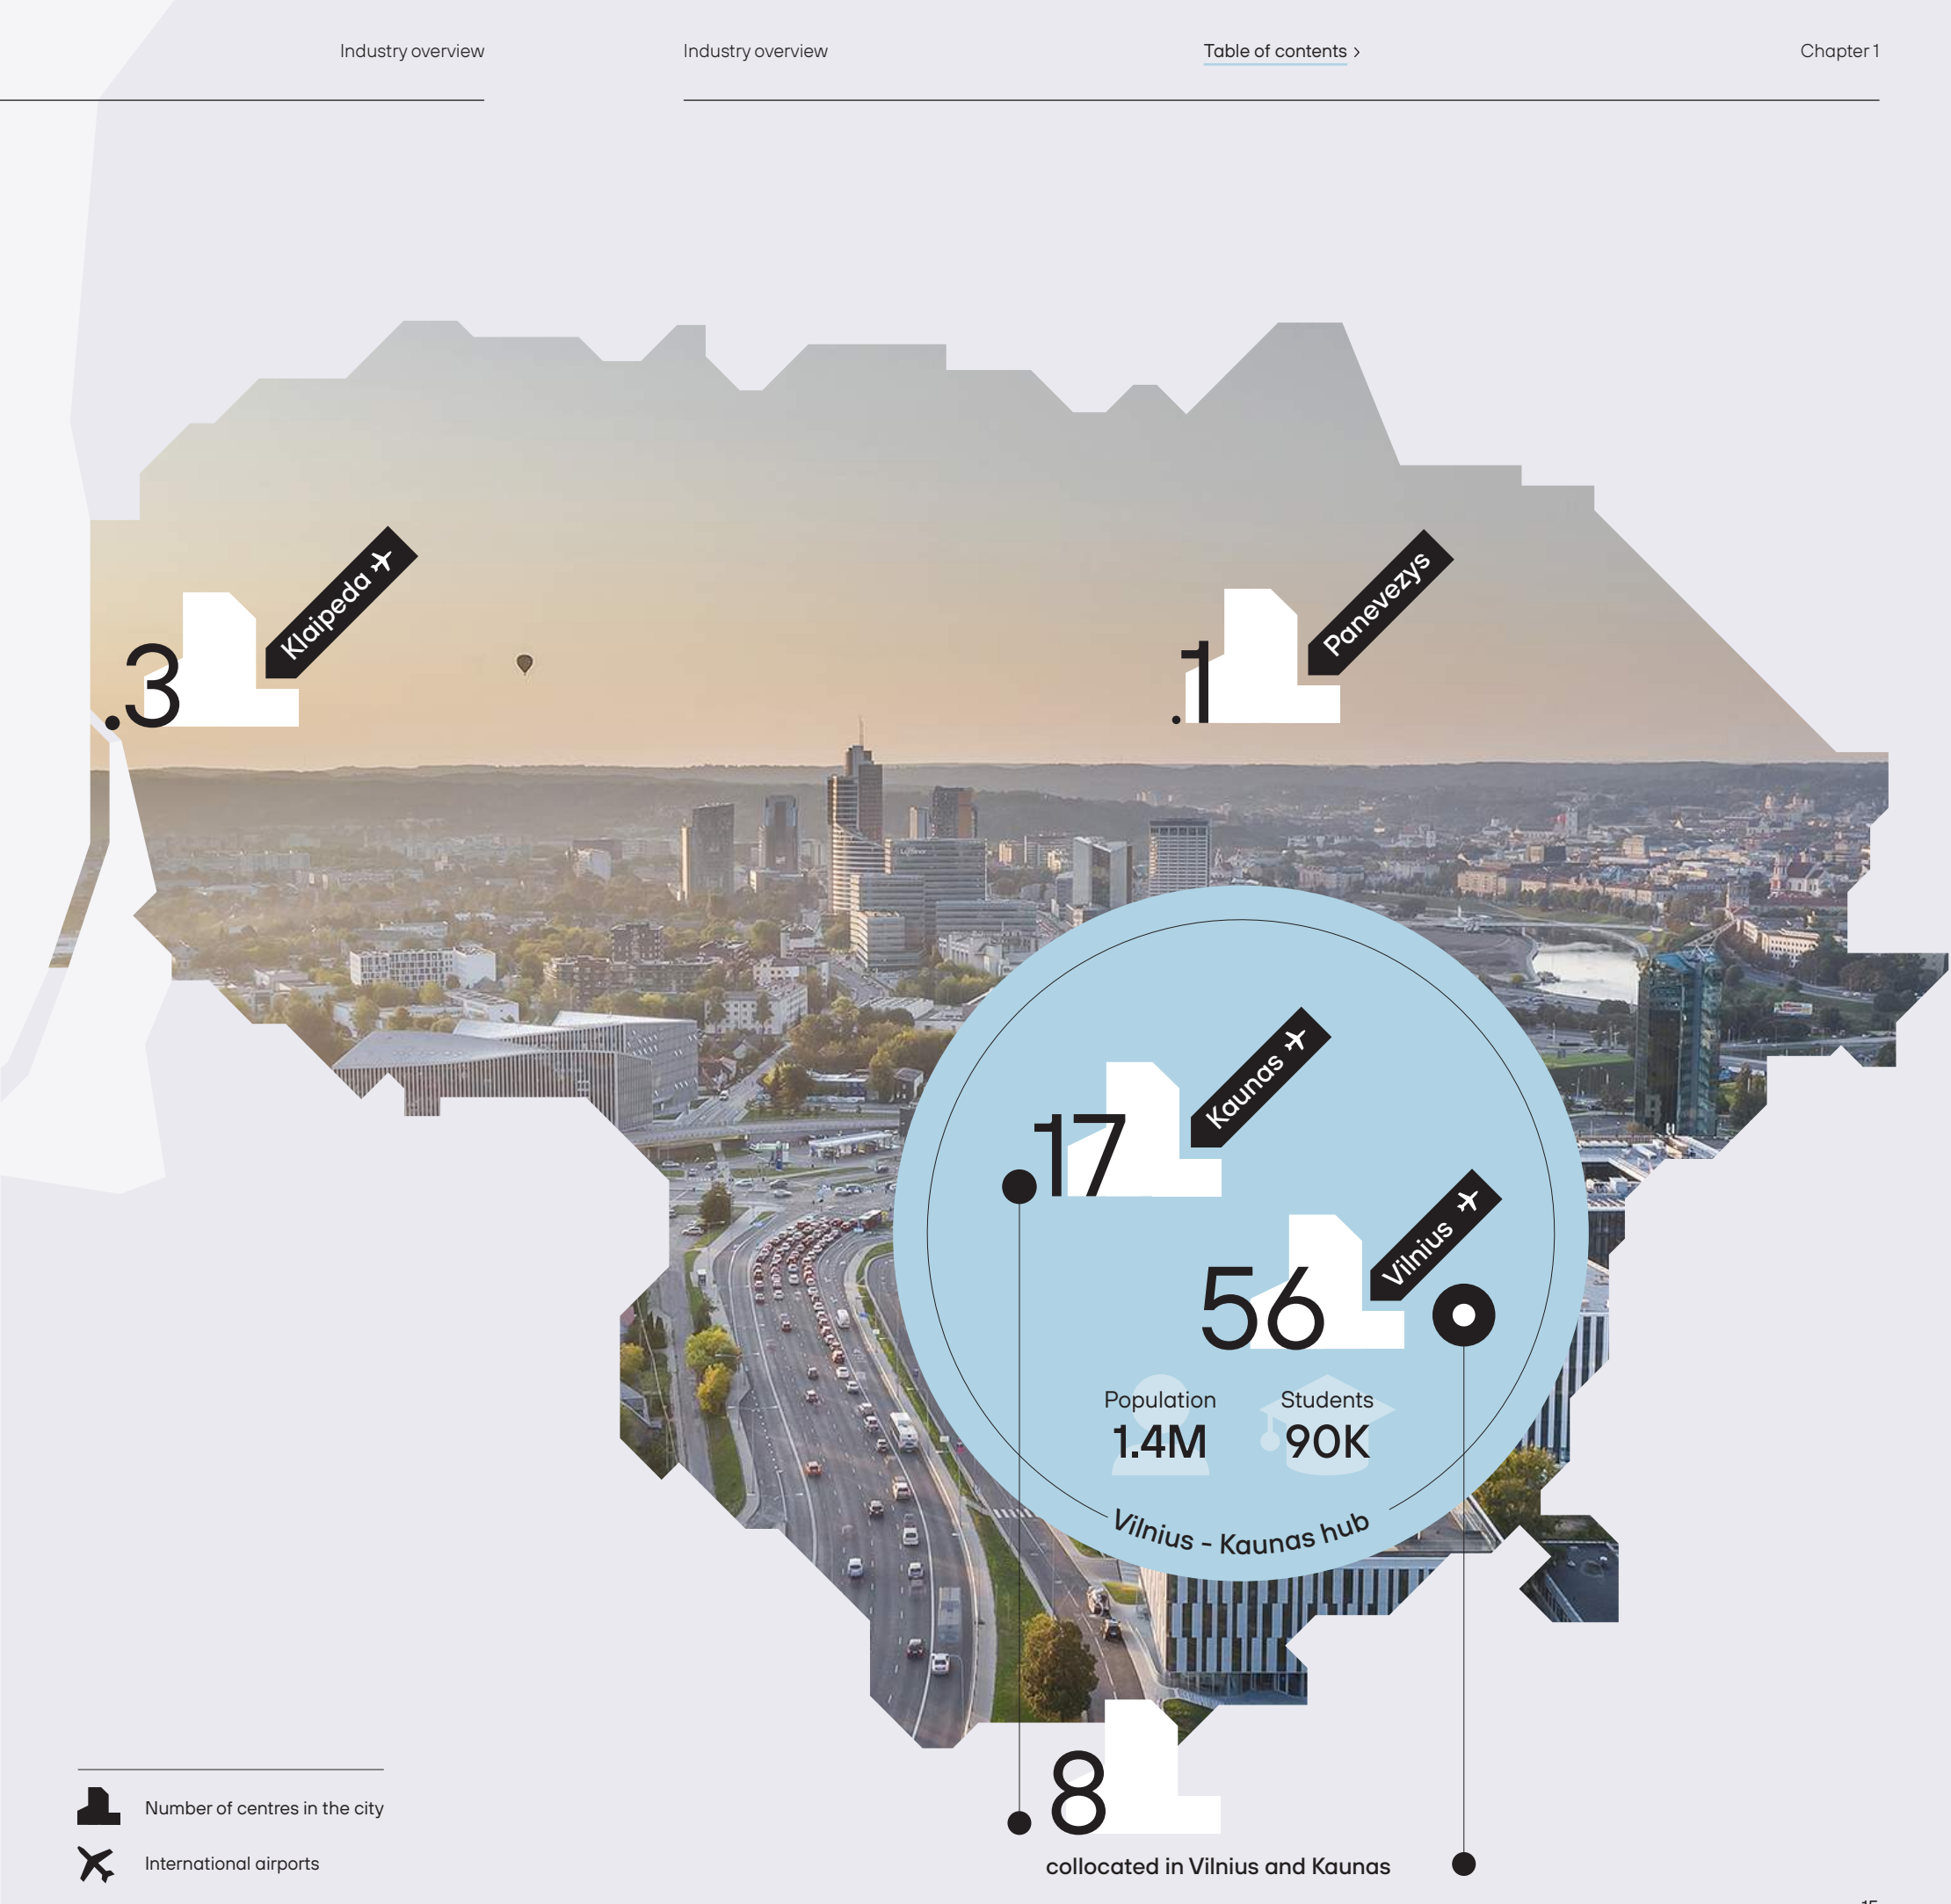 Industry overview
Industry overview
Table of contents ›
Chapter 1
3
Klaipeda
1
Panevezys
17
Kaunas
56
Vilnius
Population
1.4M
Students
90K
Vilnius - Kaunas hub
8
collocated in Vilnius and Kaunas
Number of centres in the city
International airports